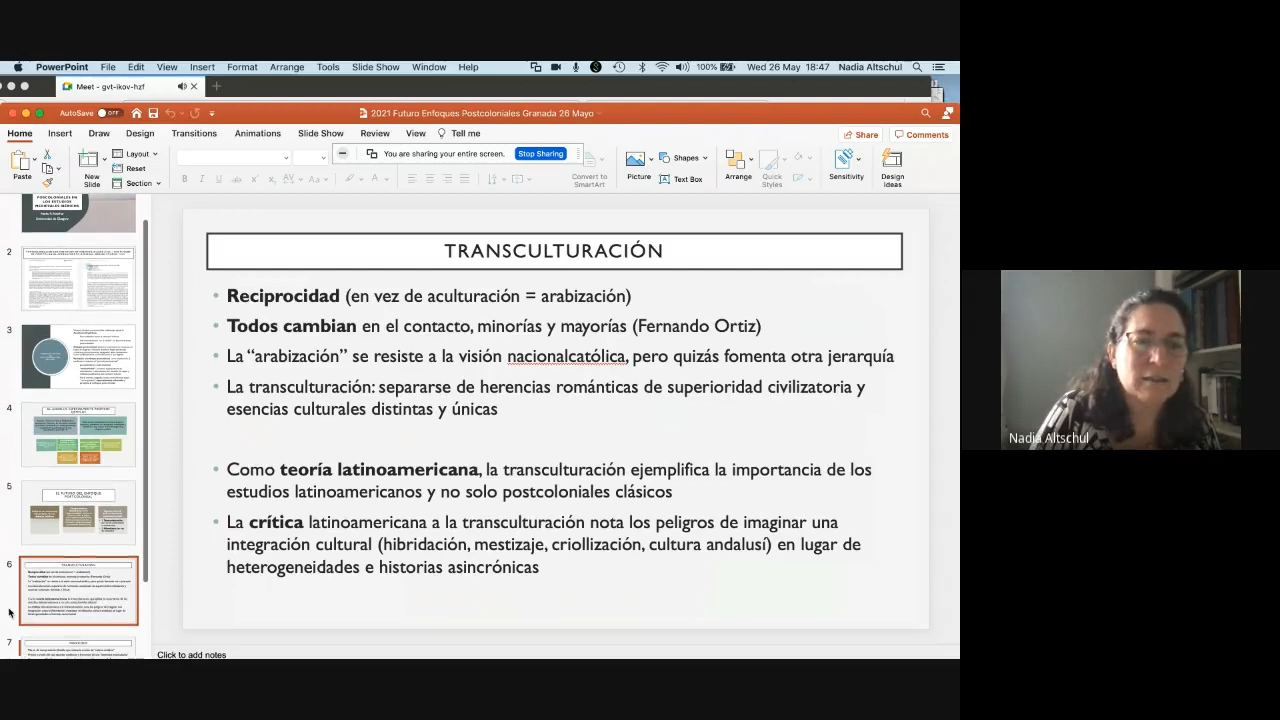 PowerPoint File Edit View Insert Format Arrange Tools Slide Show Window Help 100% Wed 26 May 18:47 Nadia Altschul
Meet - gvt-ikov-hzf
AutoSave OFF 2021 Futuro Enfoques Postcoloniales Granada 26 Mayo
Home Insert Draw Design Transitions Animations Slide Show Review View Tell me Share Comments
You are sharing your entire screen. Stop Sharing
Paste
New Slide
Layout
Reset
Section
Convert to SmartArt
Picture
Shapes
Text Box
Arrange
Quick Styles
Sensitivity
Design Ideas
2
3
4
5
EL FUTURO DEL ENFOQUE
POSTCOLONIAL
6
TRANSCULTURACIÓN
7
TRANSCULTURACIÓN
• Reciprocidad (en vez de aculturación = arabización)
• Todos cambian en el contacto, minorías y mayorías (Fernando Ortiz)
• La “arabización” se resiste a la visión nacionalcatólica, pero quizás fomenta otra jerarquía
• La transculturación: separarse de herencias románticas de superioridad civilizatoria y
esencias culturales distintas y únicas
• Como teoría latinoamericana, la transculturación ejemplifica la importancia de los
estudios latinoamericanos y no solo postcoloniales clásicos
• La crítica latinoamericana a la transculturación nota los peligros de imaginar una
integración cultural (hibridación, mestizaje, criollización, cultura andalusí) en lugar de
heterogeneidades e historias asincrónicas
Click to add notes
Nadia Altschul